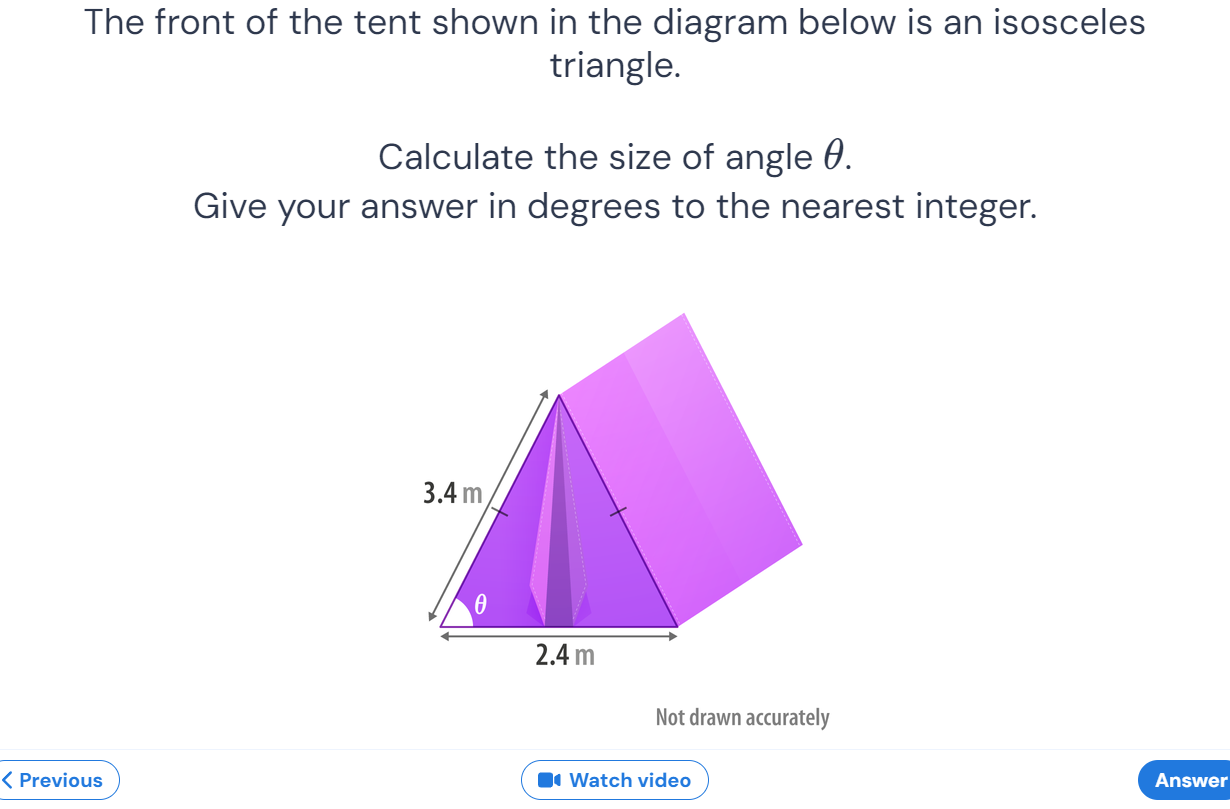 The front of the tent shown in the diagram below is an isosceles
triangle.
Calculate the size of angle θ.
Give your answer in degrees to the nearest integer.
3.4 m
θ
2.4 m
Not drawn accurately
Previous
Watch video
Answer